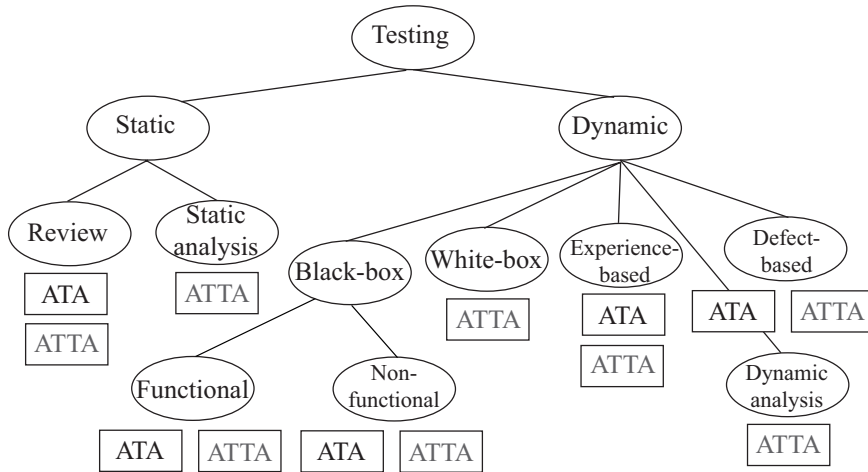 Testing
Static
Dynamic
Review
Static
analysis
Black-box
White-box
Experience-
based
Defect-
based
ATA
ATTA
ATTA
ATTA
ATA
ATTA
ATA
ATTA
Functional
Non-
functional
Dynamic
analysis
ATA
ATTA
ATA
ATTA
ATTA